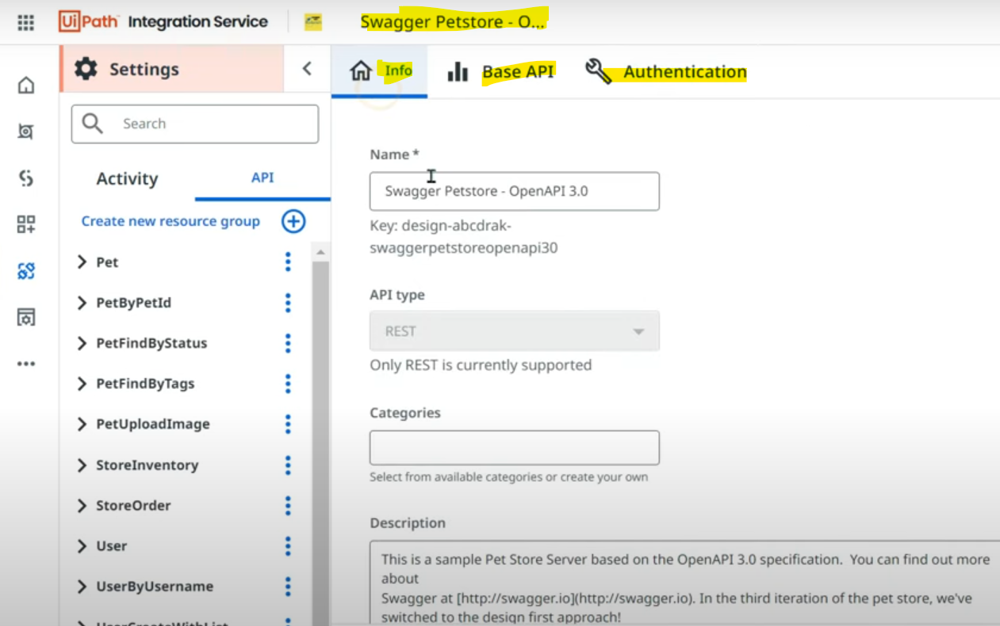 UiPath Integration Service
Swagger Petstore - O...
Settings
Info
Base API
Authentication
Search
Activity
API
Create new resource group
Pet
PetByPetId
PetFindByStatus
PetFindByTags
PetUploadImage
StoreInventory
StoreOrder
User
UserByUsername
UserCreateWithList
Name *
Swagger Petstore - OpenAPI 3.0
Key: design-abcdrak-
swaggerpetstoreopenapi30
API type
REST
Only REST is currently supported
Categories
Select from available categories or create your own
Description
This is a sample Pet Store Server based on the OpenAPI 3.0 specification.  You can find out more
about
Swagger at [http://swagger.io](http://swagger.io). In the third iteration of the pet store, we've
switched to the design first approach!